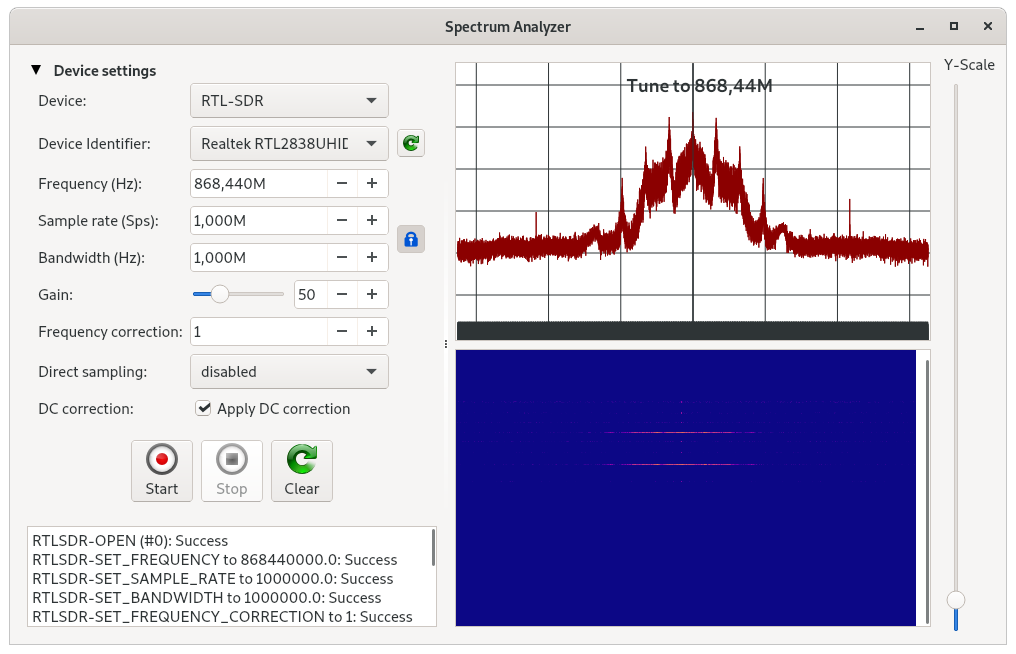 Spectrum Analyzer
Device settings
Device: RTL-SDR
Device Identifier: Realtek RTL2838UHID
Frequency (Hz): 868,440M
Sample rate (Sps): 1,000M
Bandwidth (Hz): 1,000M
Gain: 50
Frequency correction: 1
Direct sampling: disabled
DC correction: Apply DC correction
Start Stop Clear
RTLSDR-OPEN (#0): Success
RTLSDR-SET_FREQUENCY to 868440000.0: Success
RTLSDR-SET_SAMPLE_RATE to 1000000.0: Success
RTLSDR-SET_BANDWIDTH to 1000000.0: Success
RTLSDR-SET_FREQUENCY_CORRECTION to 1: Success
Tune to 868,44M
Y-Scale